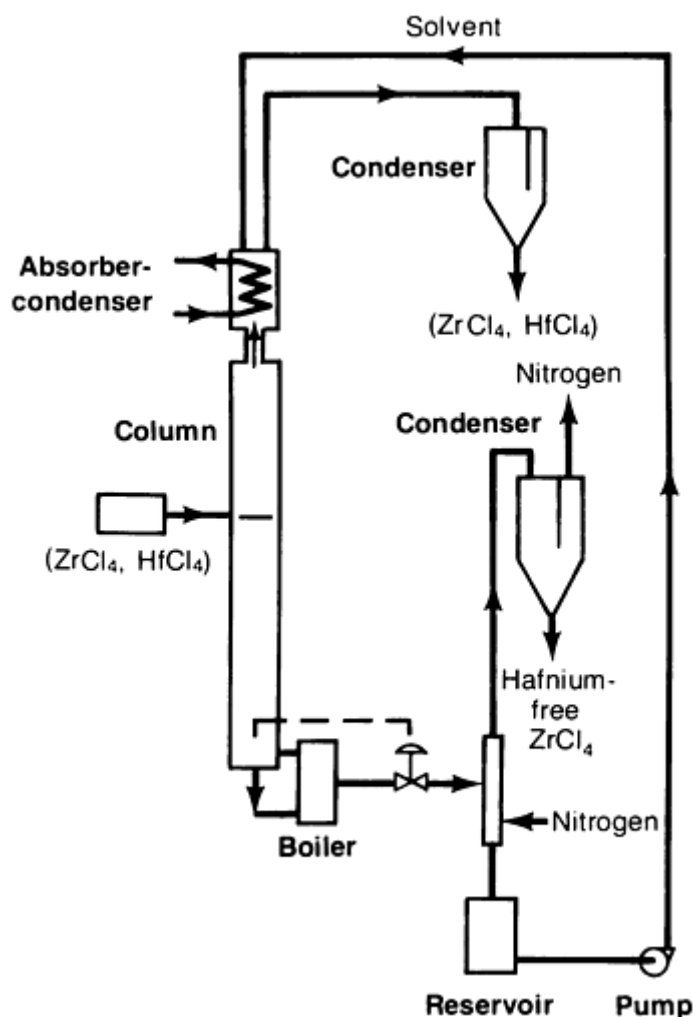 Solvent
Condenser
Absorber-
condenser
(ZrCl₄, HfCl₄)
Nitrogen
Column
Condenser
(ZrCl₄, HfCl₄)
Hafnium-
free
ZrCl₄
Nitrogen
Boiler
Reservoir
Pump